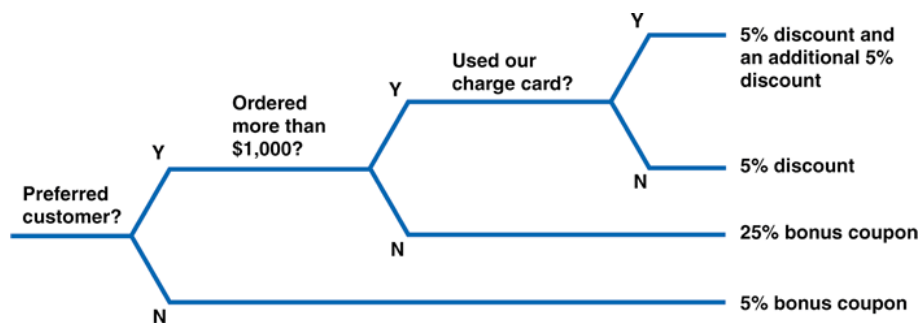 Preferred
customer?
Y
N
Ordered
more than
$1,000?
Y
N
Used our
charge card?
Y
N
5% discount and
an additional 5%
discount
5% discount
25% bonus coupon
5% bonus coupon